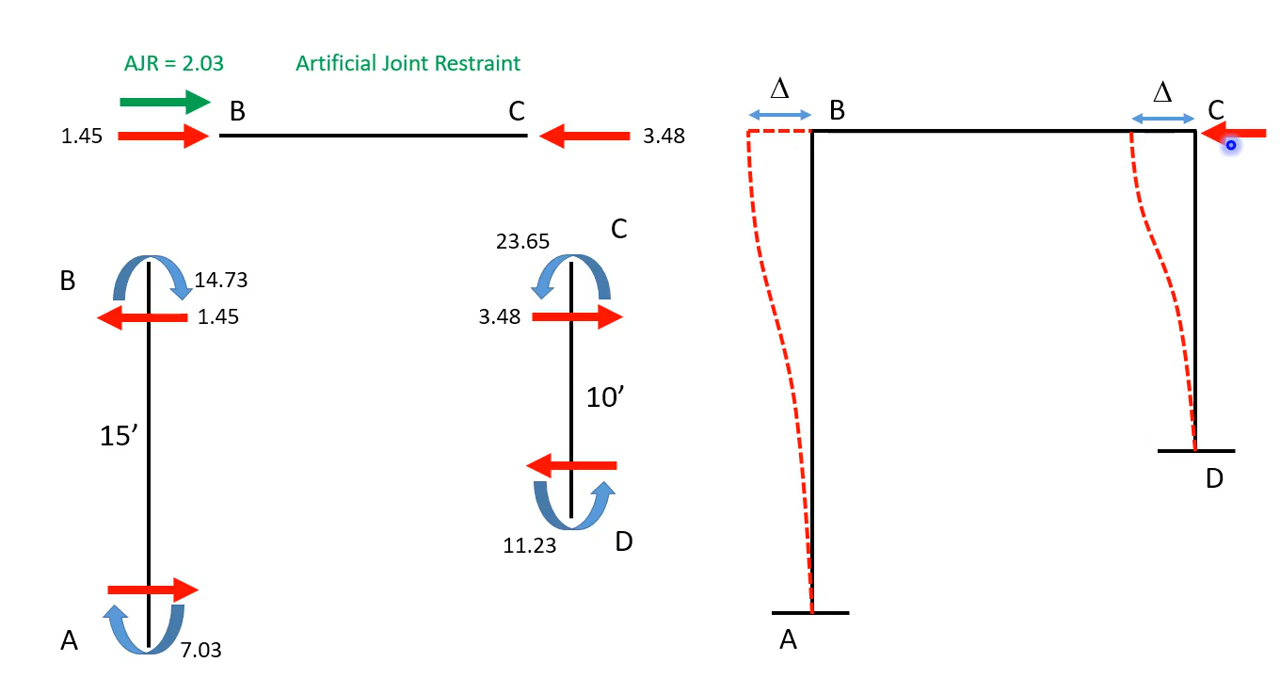 AJR = 2.03
Artificial Joint Restraint
B
C
1.45
3.48
B
14.73
1.45
15’
A
7.03
C
23.65
3.48
10’
11.23
D
Δ
B
Δ
C
D
A